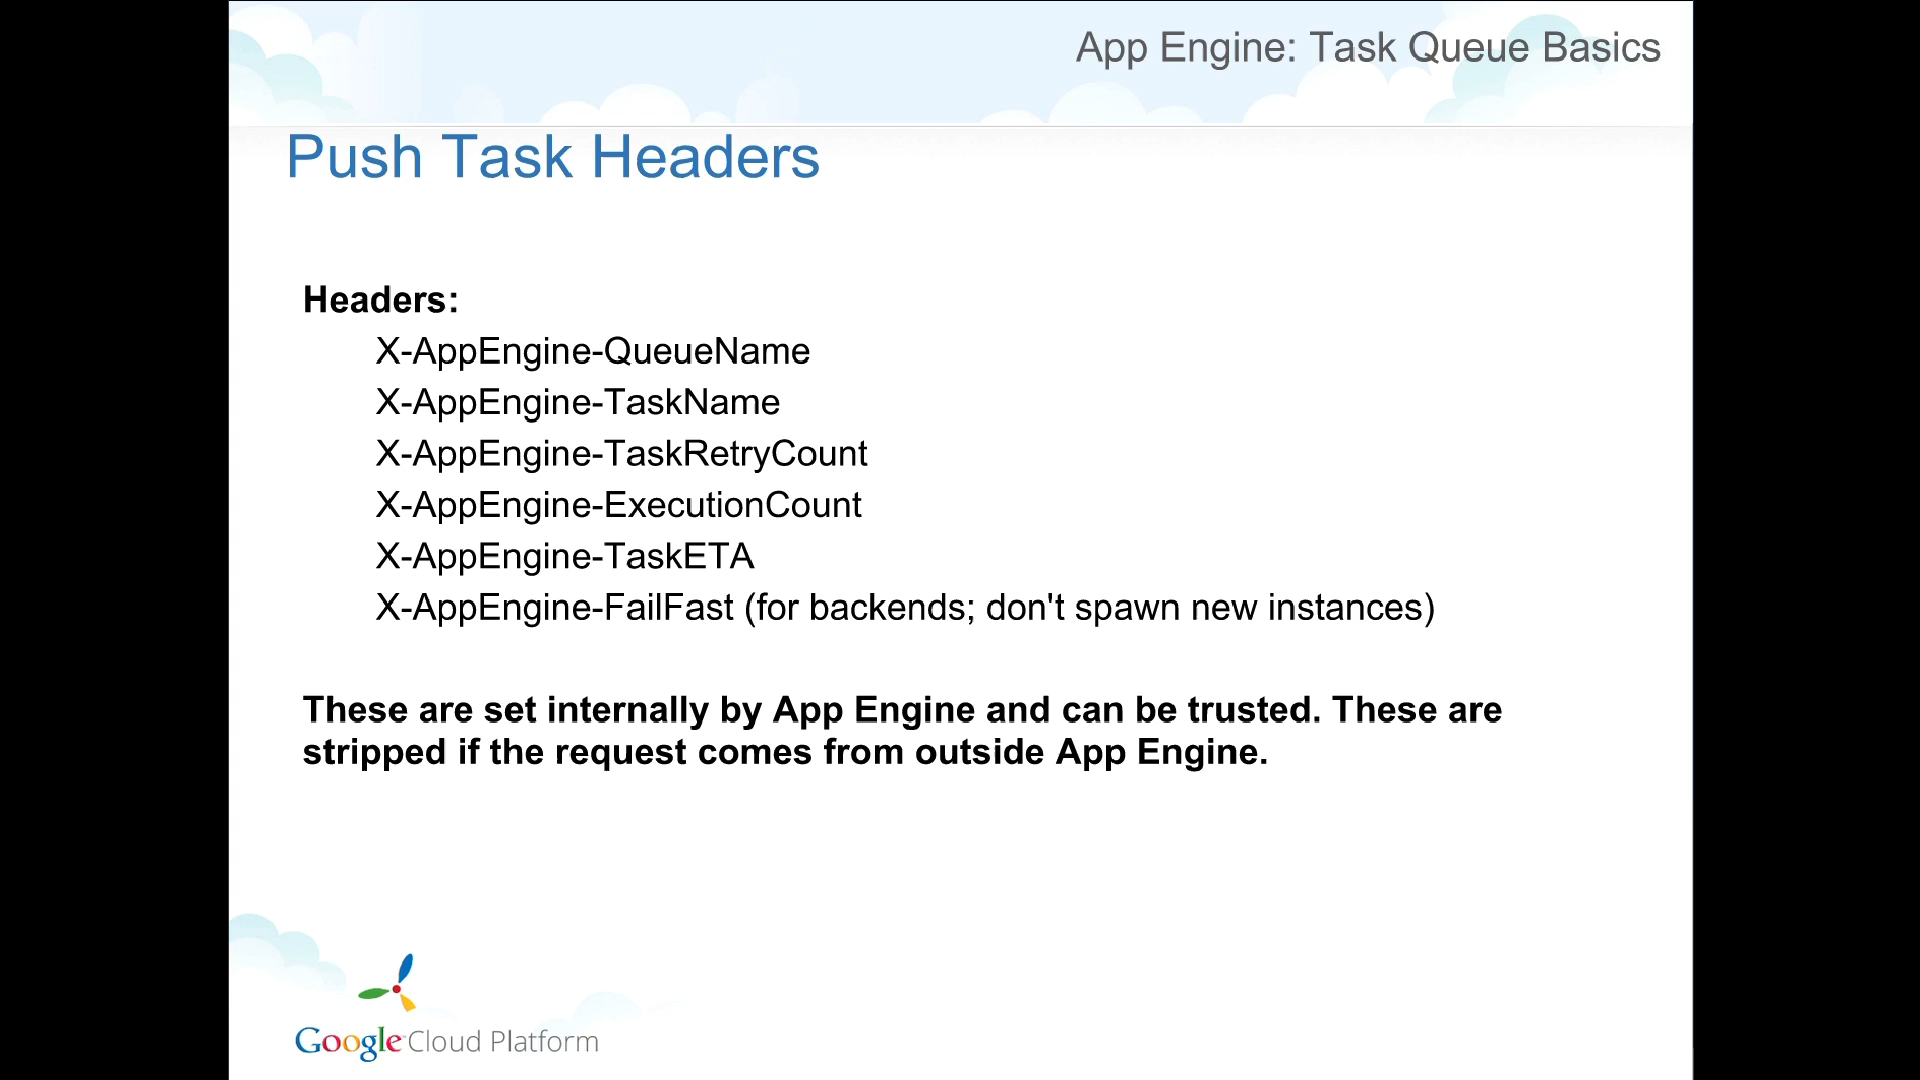 App Engine: Task Queue Basics
Push Task Headers
Headers:
X-AppEngine-QueueName
X-AppEngine-TaskName
X-AppEngine-TaskRetryCount
X-AppEngine-ExecutionCount
X-AppEngine-TaskETA
X-AppEngine-FailFast (for backends; don't spawn new instances)
These are set internally by App Engine and can be trusted. These are
stripped if the request comes from outside App Engine.
Google Cloud Platform